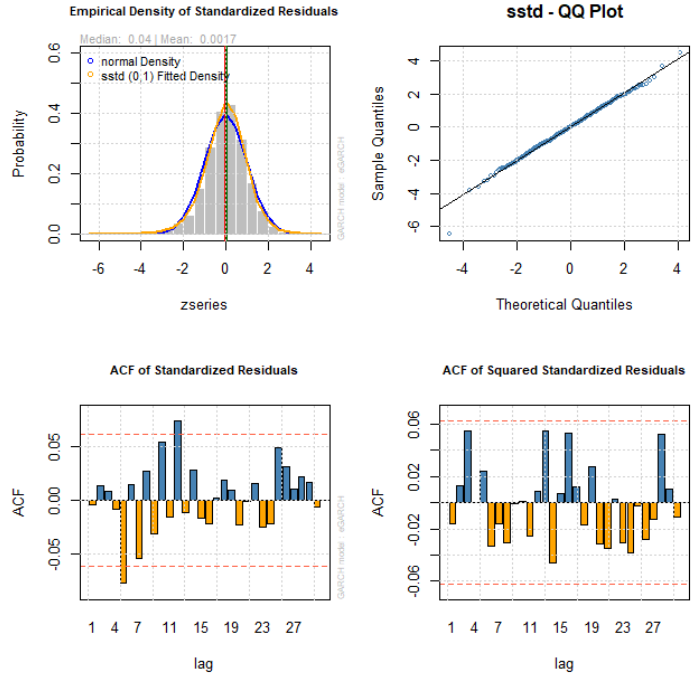 Empirical Density of Standardized Residuals
Median: 0.04 | Mean: 0.0017
normal Density
sstd (0,1) Fitted Density
Probability
0.6
0.4
0.2
0.0
-6 -4 -2 0 2 4
zseries
GARCH model : eGARCH
sstd - QQ Plot
Sample Quantiles
4
2
0
-2
-4
-6
-4 -2 0 2 4
Theoretical Quantiles
ACF of Standardized Residuals
ACF
0.05
0.00
-0.05
1 4 7 11 15 19 23 27
lag
GARCH model : eGARCH
ACF of Squared Standardized Residuals
ACF
0.06
0.02
-0.02
-0.06
1 4 7 11 15 19 23 27
lag